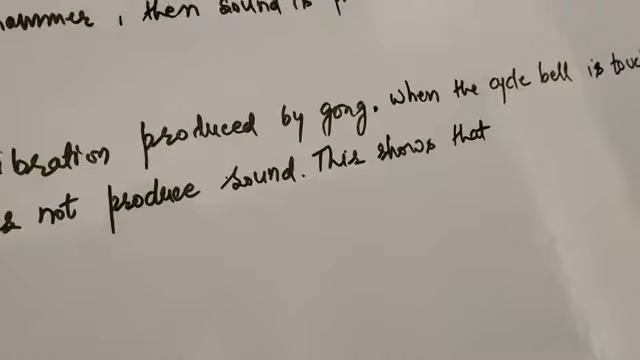 hammer, then sound is
ibration produced by gong. When the cycle bell is touc
not produce sound. This shows that